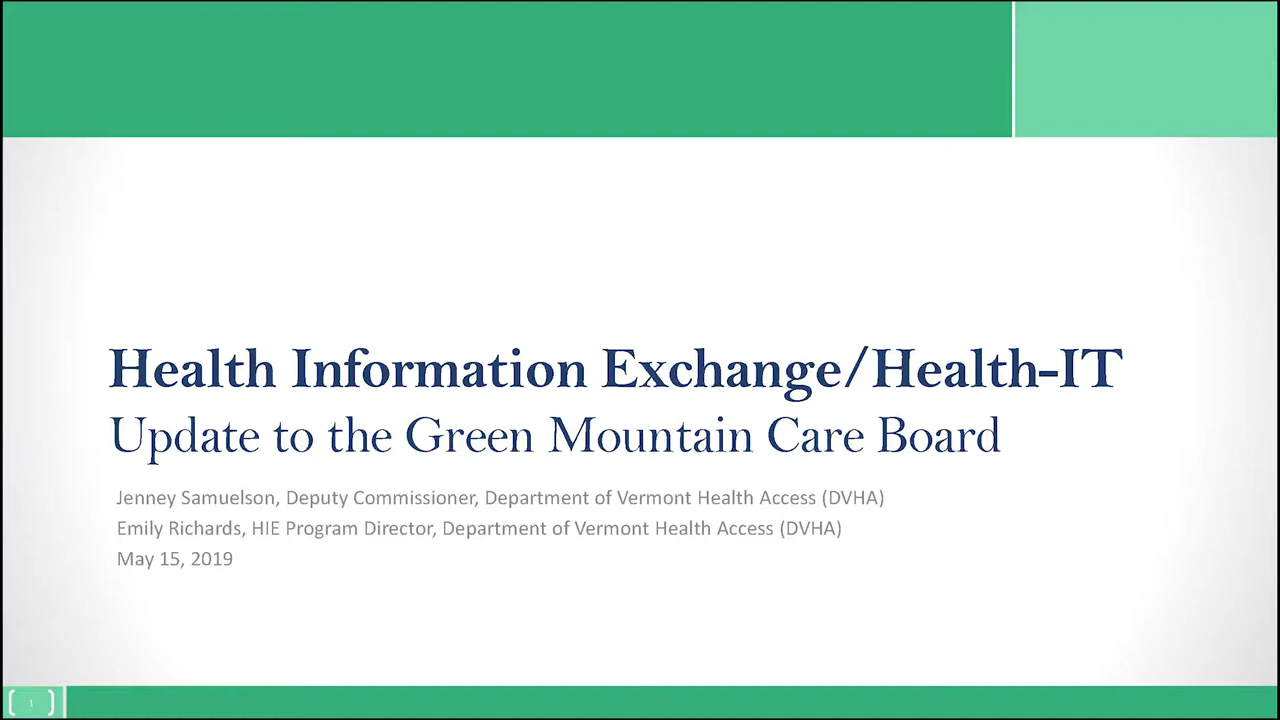 Health Information Exchange/Health-IT
Update to the Green Mountain Care Board
Jenney Samuelson, Deputy Commissioner, Department of Vermont Health Access (DVHA)
Emily Richards, HIE Program Director, Department of Vermont Health Access (DVHA)
May 15, 2019
1